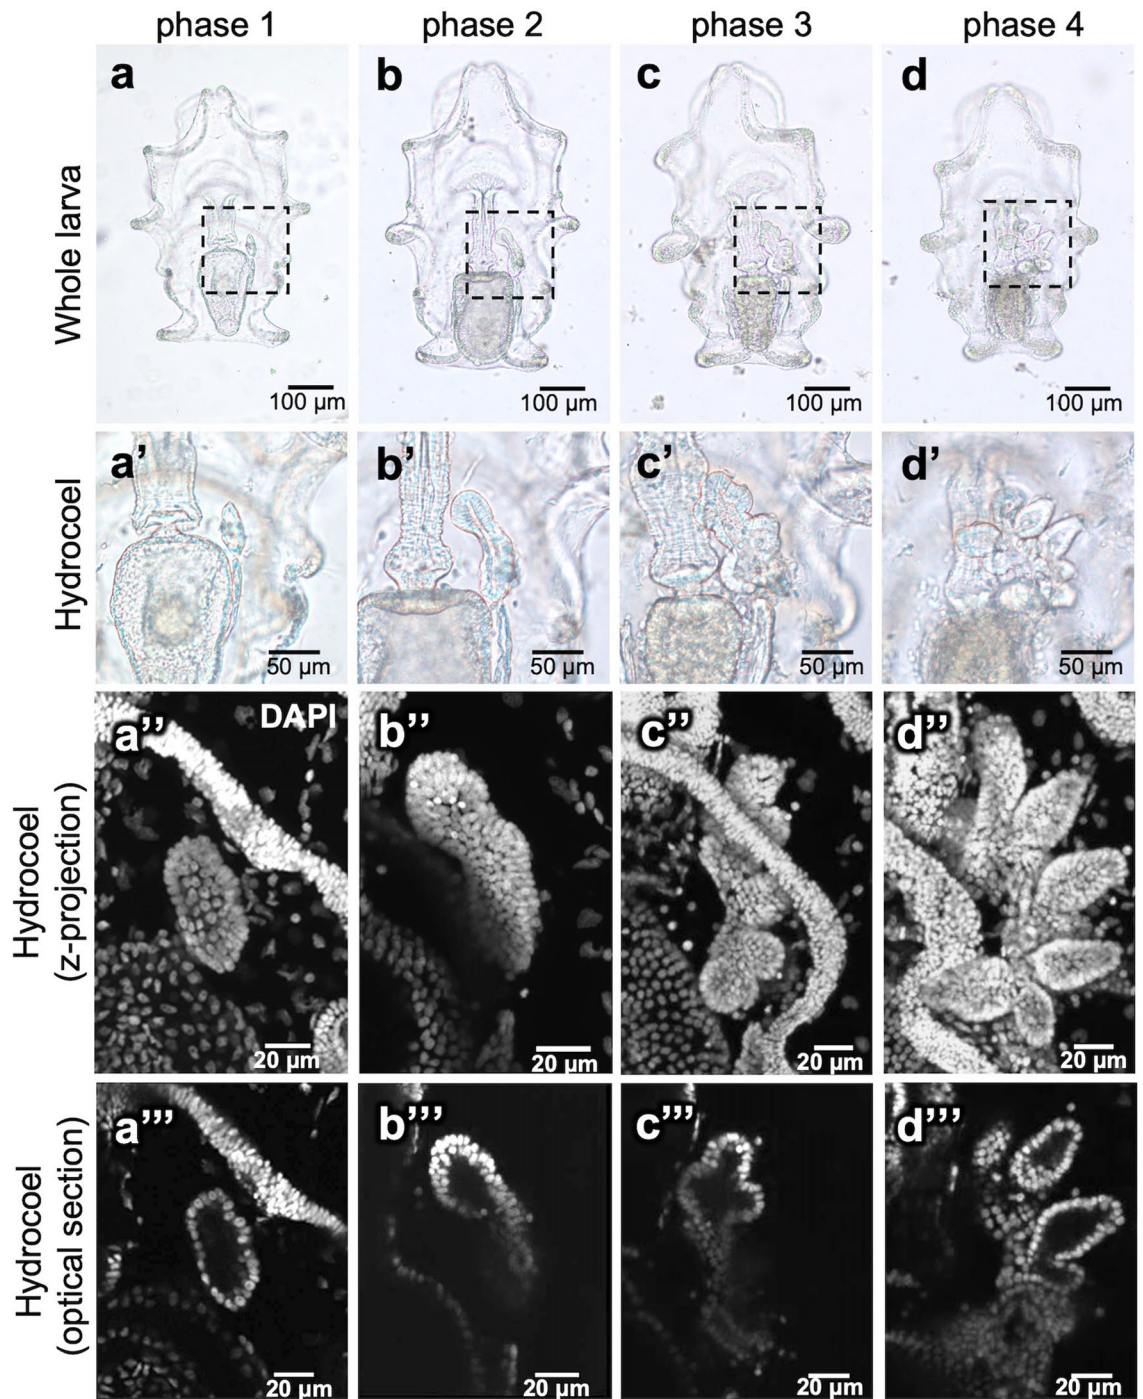 phase 1
phase 2
phase 3
phase 4
Whole larva
a
100 µm
b
100 µm
c
100 µm
d
100 µm
Hydrocoel
a’
50 µm
b’
50 µm
c’
50 µm
d’
50 µm
Hydrocoel
(z-projection)
a’’
DAPI
20 µm
b’’
20 µm
c’’
20 µm
d’’
20 µm
Hydrocoel
(optical section)
a’’’
20 µm
b’’’
20 µm
c’’’
20 µm
d’’’
20 µm